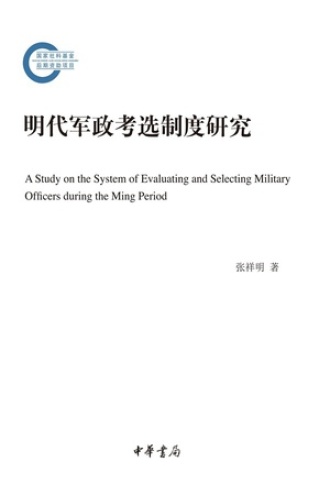 国家社科基金
后期资助项目
明代军政考选制度研究
A Study on the System of Evaluating and Selecting Military
Officers during the Ming Period
张祥明 著
中华书局